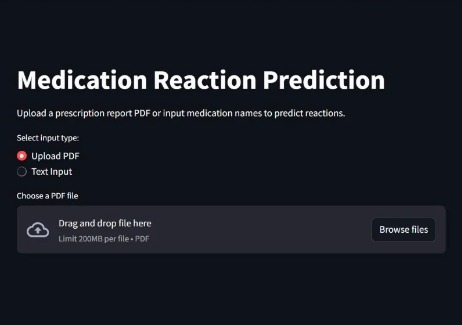 Medication Reaction Prediction
Upload a prescription report PDF or input medication names to predict reactions.
Select input type:
Upload PDF
Text Input
Choose a PDF file
Drag and drop file here
Limit 200MB per file • PDF
Browse files